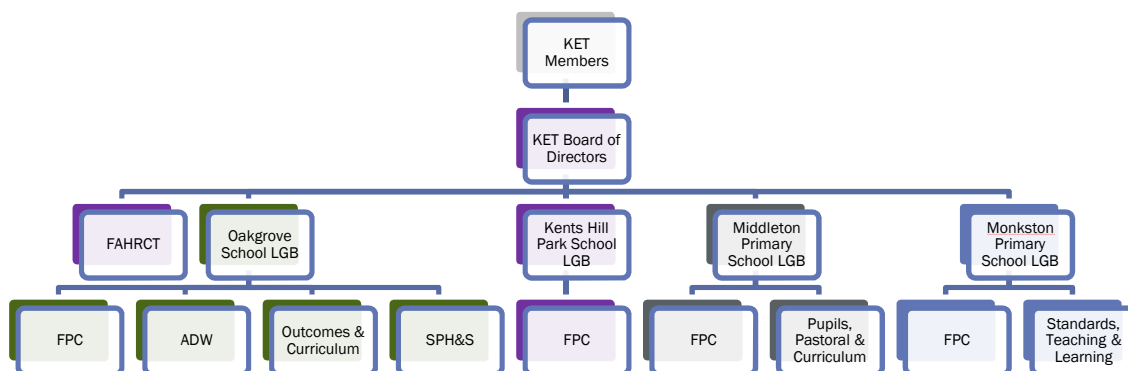 KET
Members
KET Board of
Directors
FAHRCT
Oakgrove
School LGB
Kents Hill
Park School
LGB
Middleton
Primary
School LGB
Monkston
Primary
School LGB
FPC
ADW
Outcomes &
Curriculum
SPH&S
FPC
FPC
Pupils,
Pastoral &
Curriculum
FPC
Standards,
Teaching &
Learning